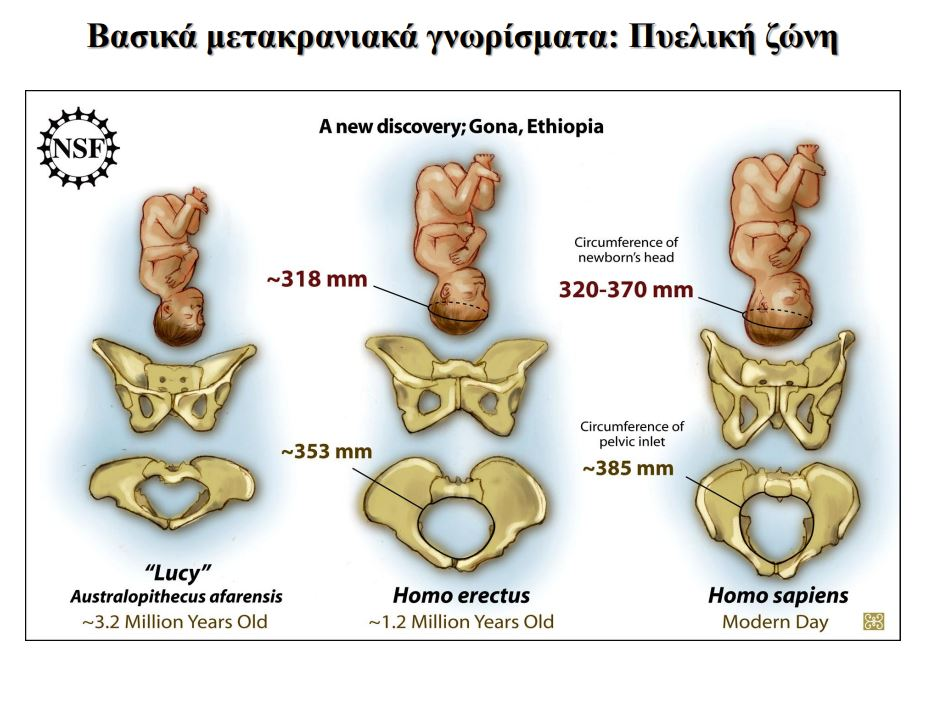 Βασικά μετακρανιακά γνωρίσματα: Πυελική ζώνη
NSF
A new discovery; Gona, Ethiopia
Circumference of
newborn's head
~318 mm
320-370 mm
Circumference of
pelvic inlet
~353 mm
~385 mm
“Lucy”
Australopithecus afarensis
~3.2 Million Years Old
Homo erectus
~1.2 Million Years Old
Homo sapiens
Modern Day